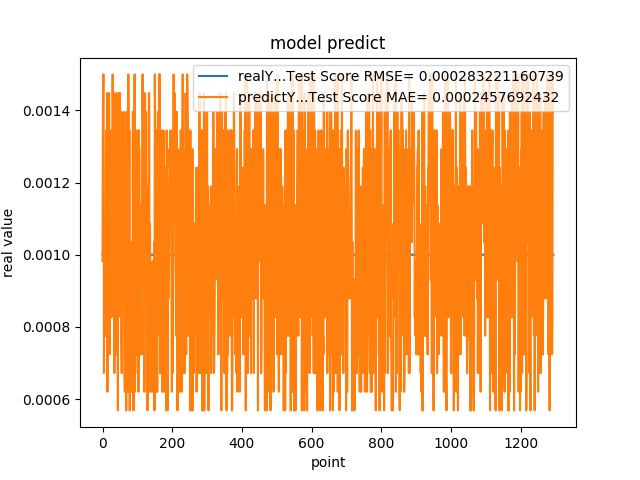 model predict
realY...Test Score RMSE= 0.000283221160739
predictY...Test Score MAE= 0.0002457692432
real value
0.0014
0.0012
0.0010
0.0008
0.0006
0 200 400 600 800 1000 1200
point